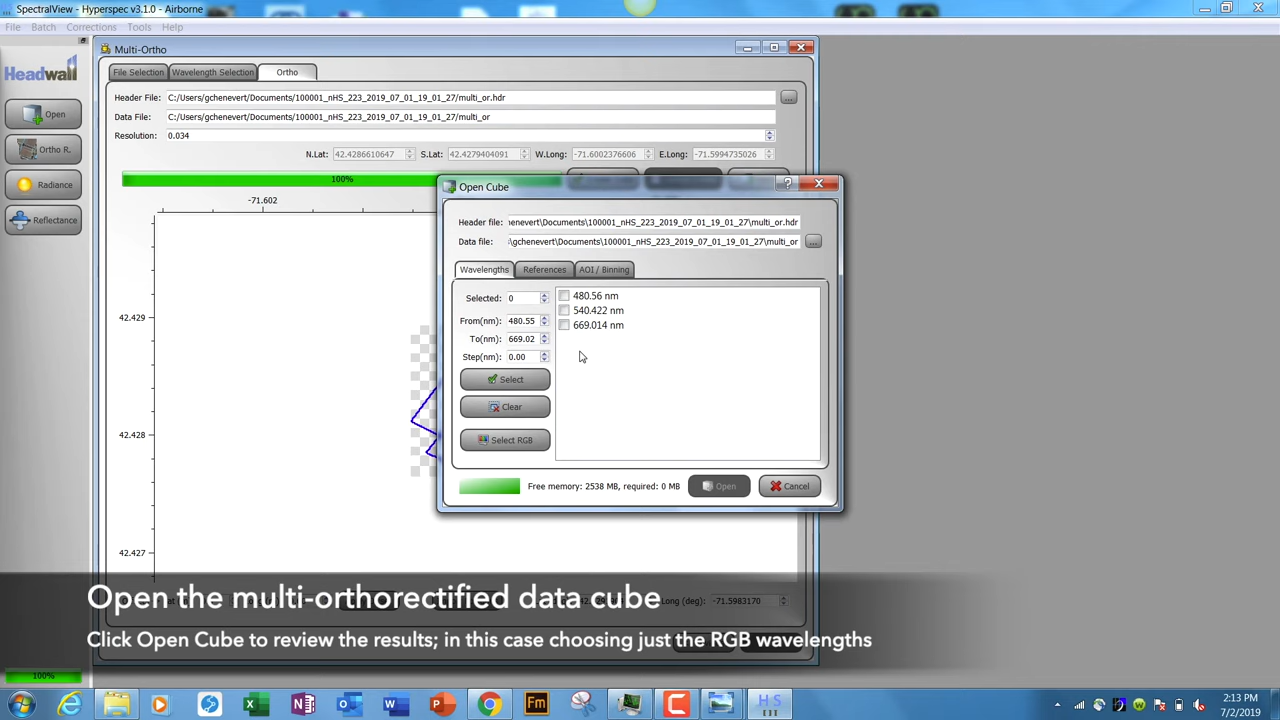 SpectralView - Hyperspec v3.1.0 - Airborne
File Batch Corrections Tools Help
Headwall
Open
Ortho R.
Radiance
Reflectance
100%
Multi-Ortho
File Selection Wavelength Selection Ortho
Header File: C:/Users/gchenevert/Documents/100001_nHS_223_2019_07_01_19_01_27/multi_or.hdr ...
Data File: C:/Users/gchenevert/Documents/100001_nHS_223_2019_07_01_19_01_27/multi_or
Resolution: 0.034
N.Lat: 42.4286610647 S.Lat: 42.4279404091 W.Long: -71.6002376606 E.Long: -71.5994735026
100%
-71.602
42.429
42.428
42.427
Long (deg): -71.5983170
Open Cube
Header file: henevert\Documents\100001_nHS_223_2019_07_01_19_01_27\multi_or.hdr
Data file: \gchenevert\Documents\100001_nHS_223_2019_07_01_19_01_27\multi_or ...
Wavelengths References AOI / Binning
Selected: 0
From(nm): 480.55
To(nm): 669.02
Step(nm): 0.00
Select
Clear
Select RGB
480.56 nm
540.422 nm
669.014 nm
Free memory: 2538 MB, required: 0 MB Open Cancel
Open the multi-orthorectified data cube
Click Open Cube to review the results; in this case choosing just the RGB wavelengths
2:13 PM
7/2/2019